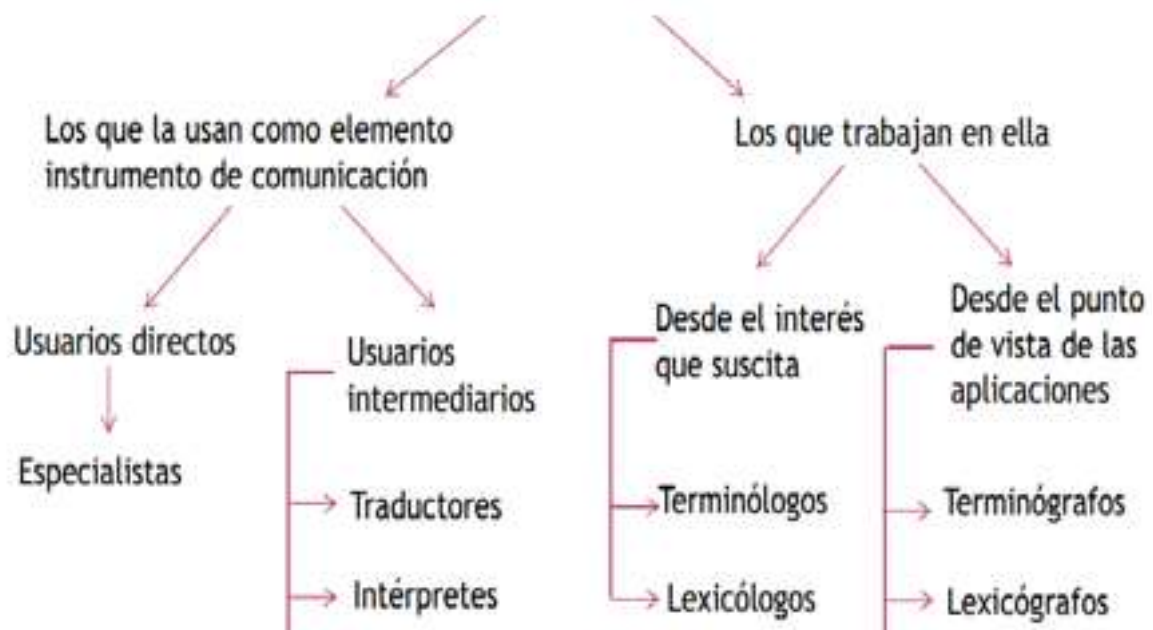 Los que la usan como elemento
instrumento de comunicación
Los que trabajan en ella
Usuarios directos
Usuarios
intermediarios
Desde el interés
que suscita
Desde el punto
de vista de las
aplicaciones
Especialistas
Traductores
Terminólogos
Terminógrafos
Intérpretes
Lexicólogos
Lexicógrafos